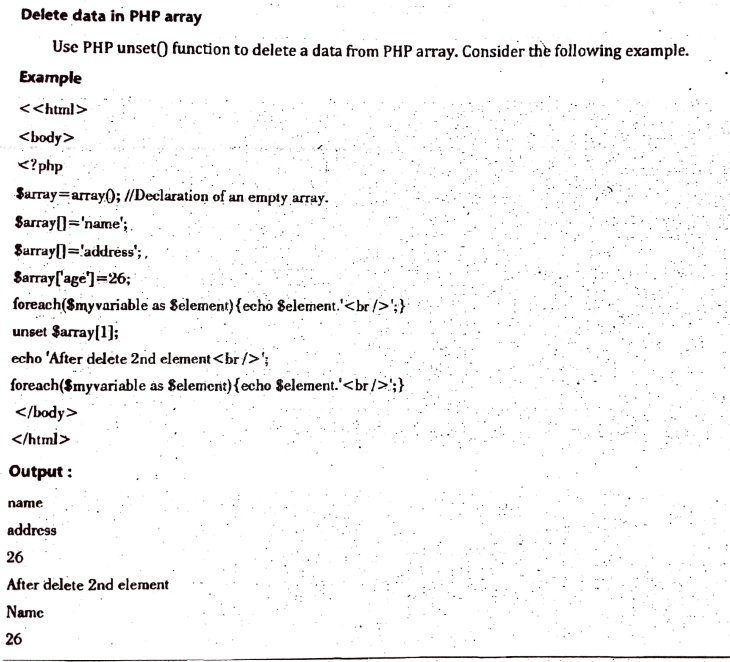 Delete data in PHP array
Use PHP unset() function to delete a data from PHP array. Consider the following example.
Example
<<html>
<body>
<?php
$array=array(); //Declaration of an empty array.
$array[]='name';
$array[]='address';
$array['age']=26;
foreach($myvariable as $element){echo $element.'<br/>';}
unset $array[1];
echo 'After delete 2nd element<br/>';
foreach($myvariable as $element){echo $element.'<br/>';}
</body>
</html>
Output :
name
address
26
After delete 2nd element
Name
26